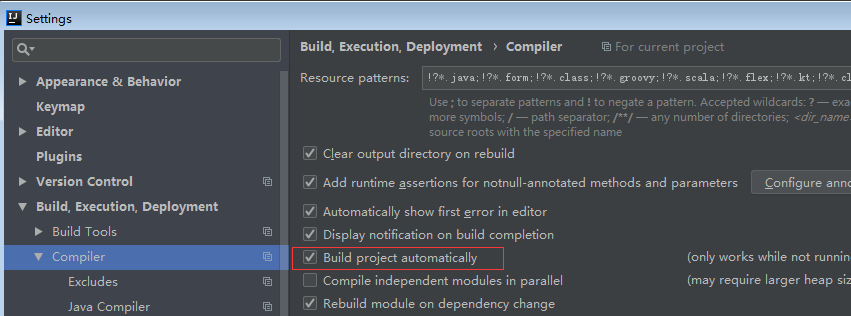 Settings
Build, Execution, Deployment › Compiler For current project
Appearance & Behavior
Keymap
Editor
Plugins
Version Control
Build, Execution, Deployment
Build Tools
Compiler
Excludes
Java Compiler
Resource patterns: !?*.java;!?*.form;!?*.class;!?*.groovy;!?*.scala;!?*.flex;!?*.kt;!?*.cl
Use ; to separate patterns and ! to negate a pattern. Accepted wildcards: ? — exa
more symbols; / — path separator; /**/ — any number of directories; <dir_name
source roots with the specified name
Clear output directory on rebuild
Add runtime assertions for notnull-annotated methods and parameters Configure anno
Automatically show first error in editor
Display notification on build completion
Build project automatically (only works while not runnin
Compile independent modules in parallel (may require larger heap siz
Rebuild module on dependency change